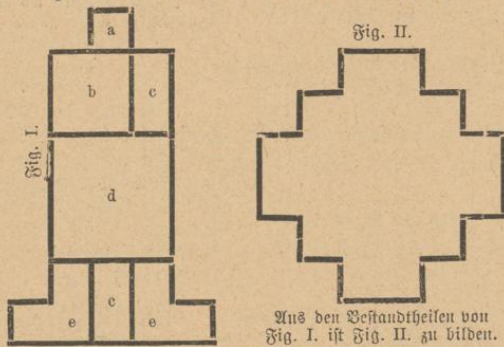 Fig. I.
a
b
c
d
e
c
e
Fig. II.
Aus den Bestandtheilen von
Fig. I. ist Fig. II. zu bilden.